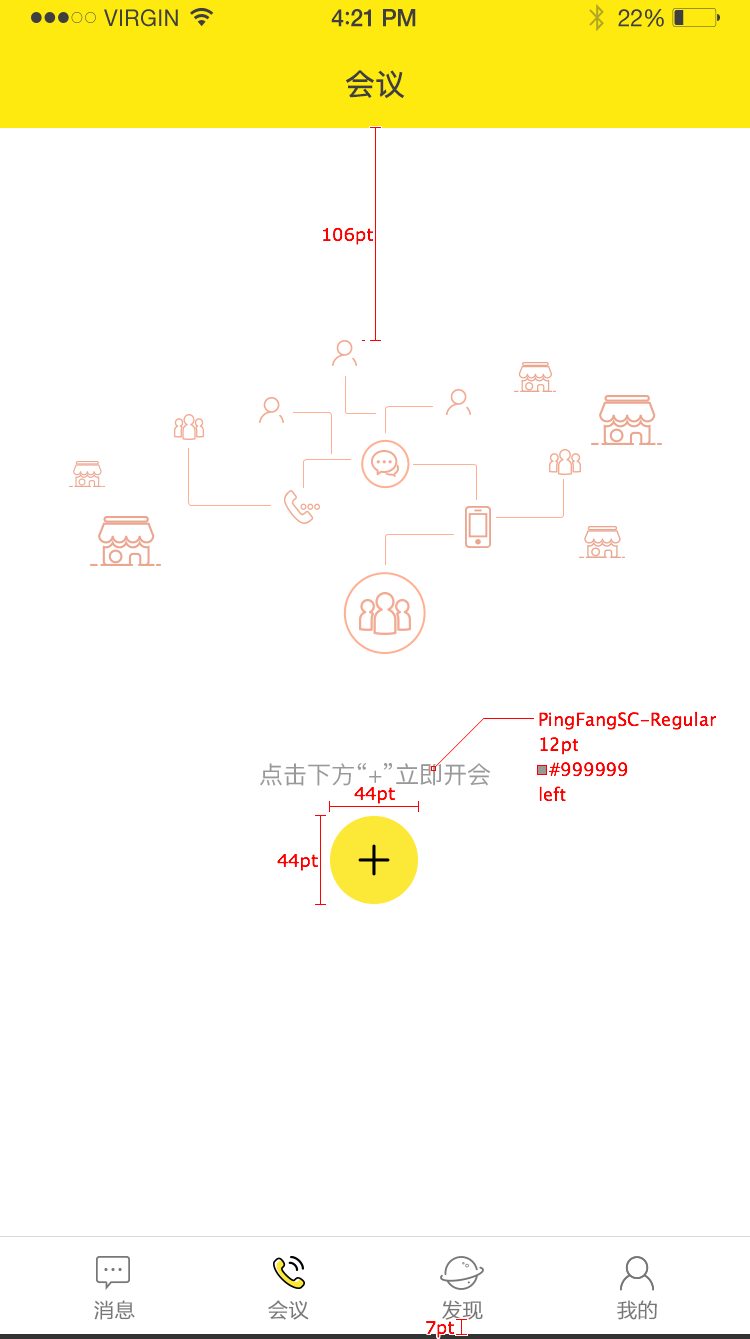 VIRGIN 4:21 PM 22%
会议
106pt
PingFangSC-Regular
12pt
#999999
left
点击下方“+”立即开会
44pt
44pt
消息 会议 发现 我的
7pt